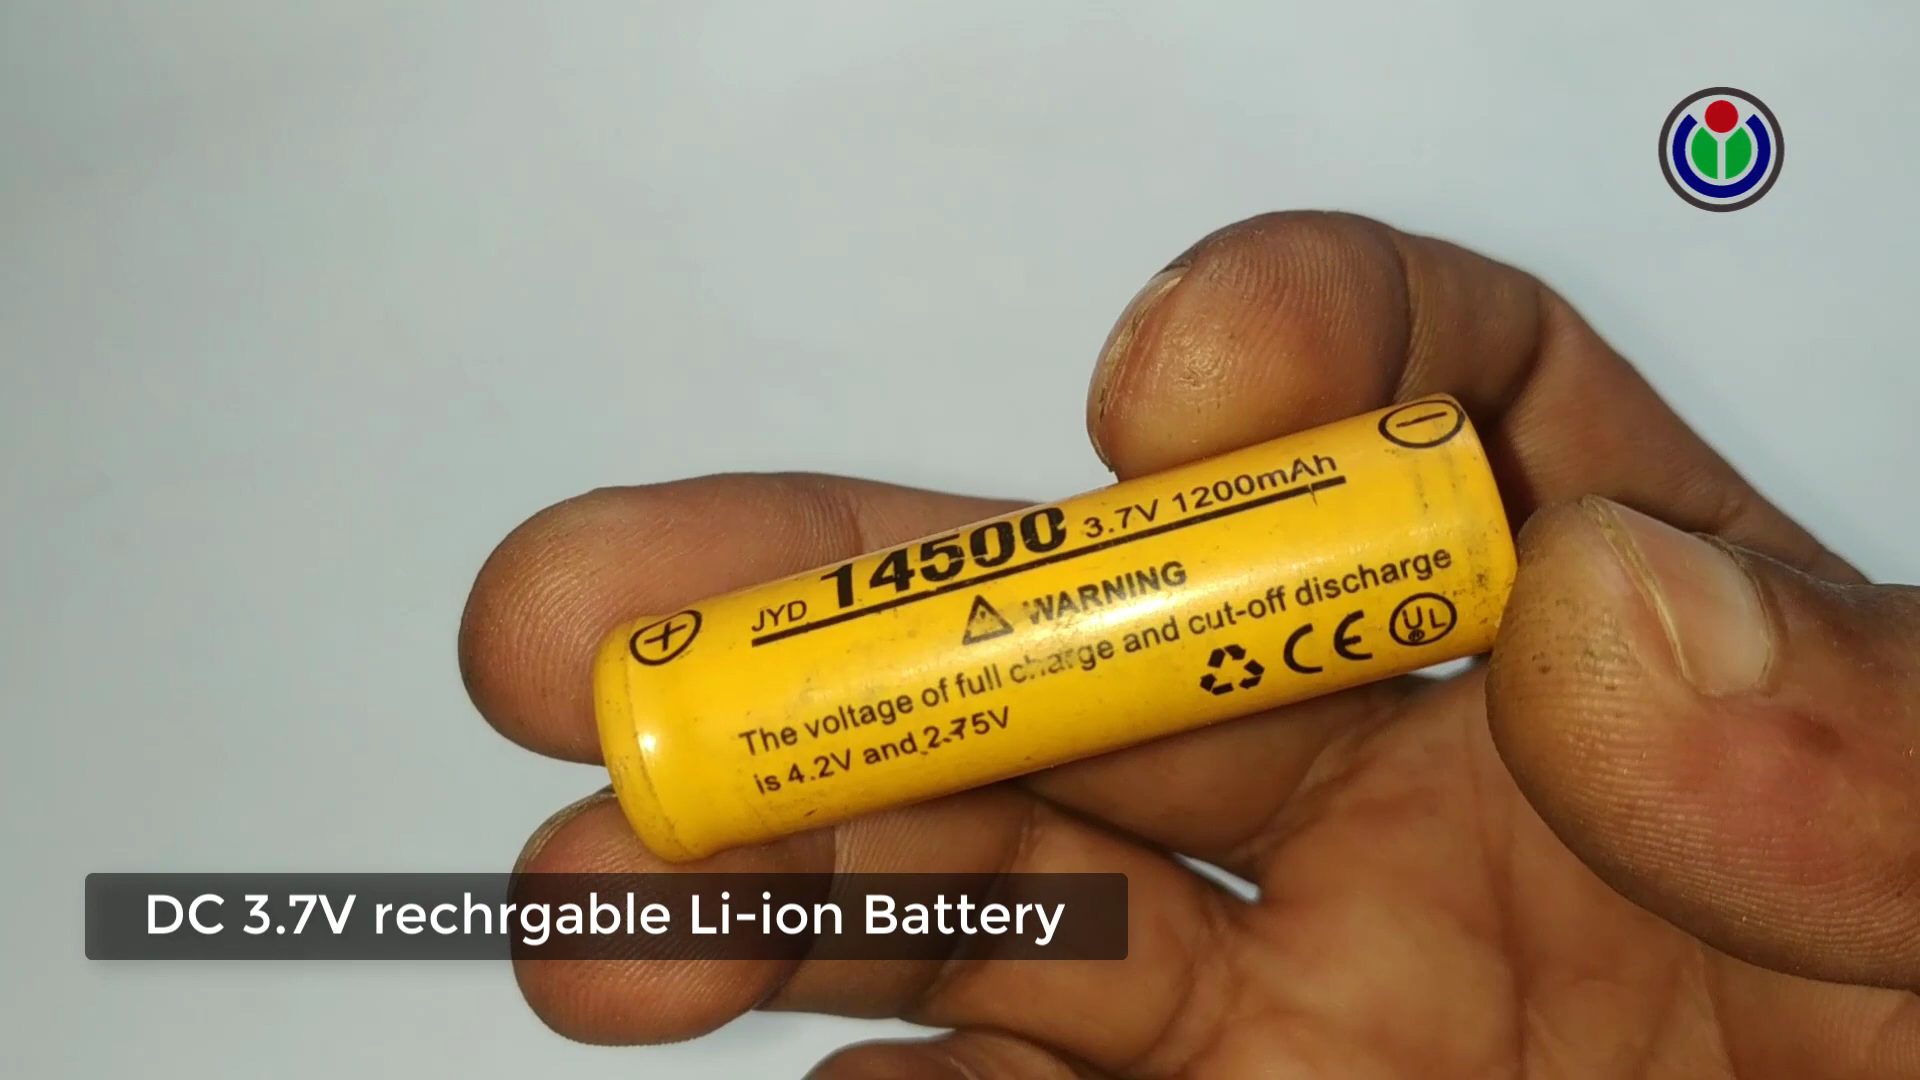 JYD 14500 3.7V 1200mAh
WARNING
The voltage of full charge and cut-off discharge
is 4.2V and 2.75V
CE UL
DC 3.7V rechrgable Li-ion Battery